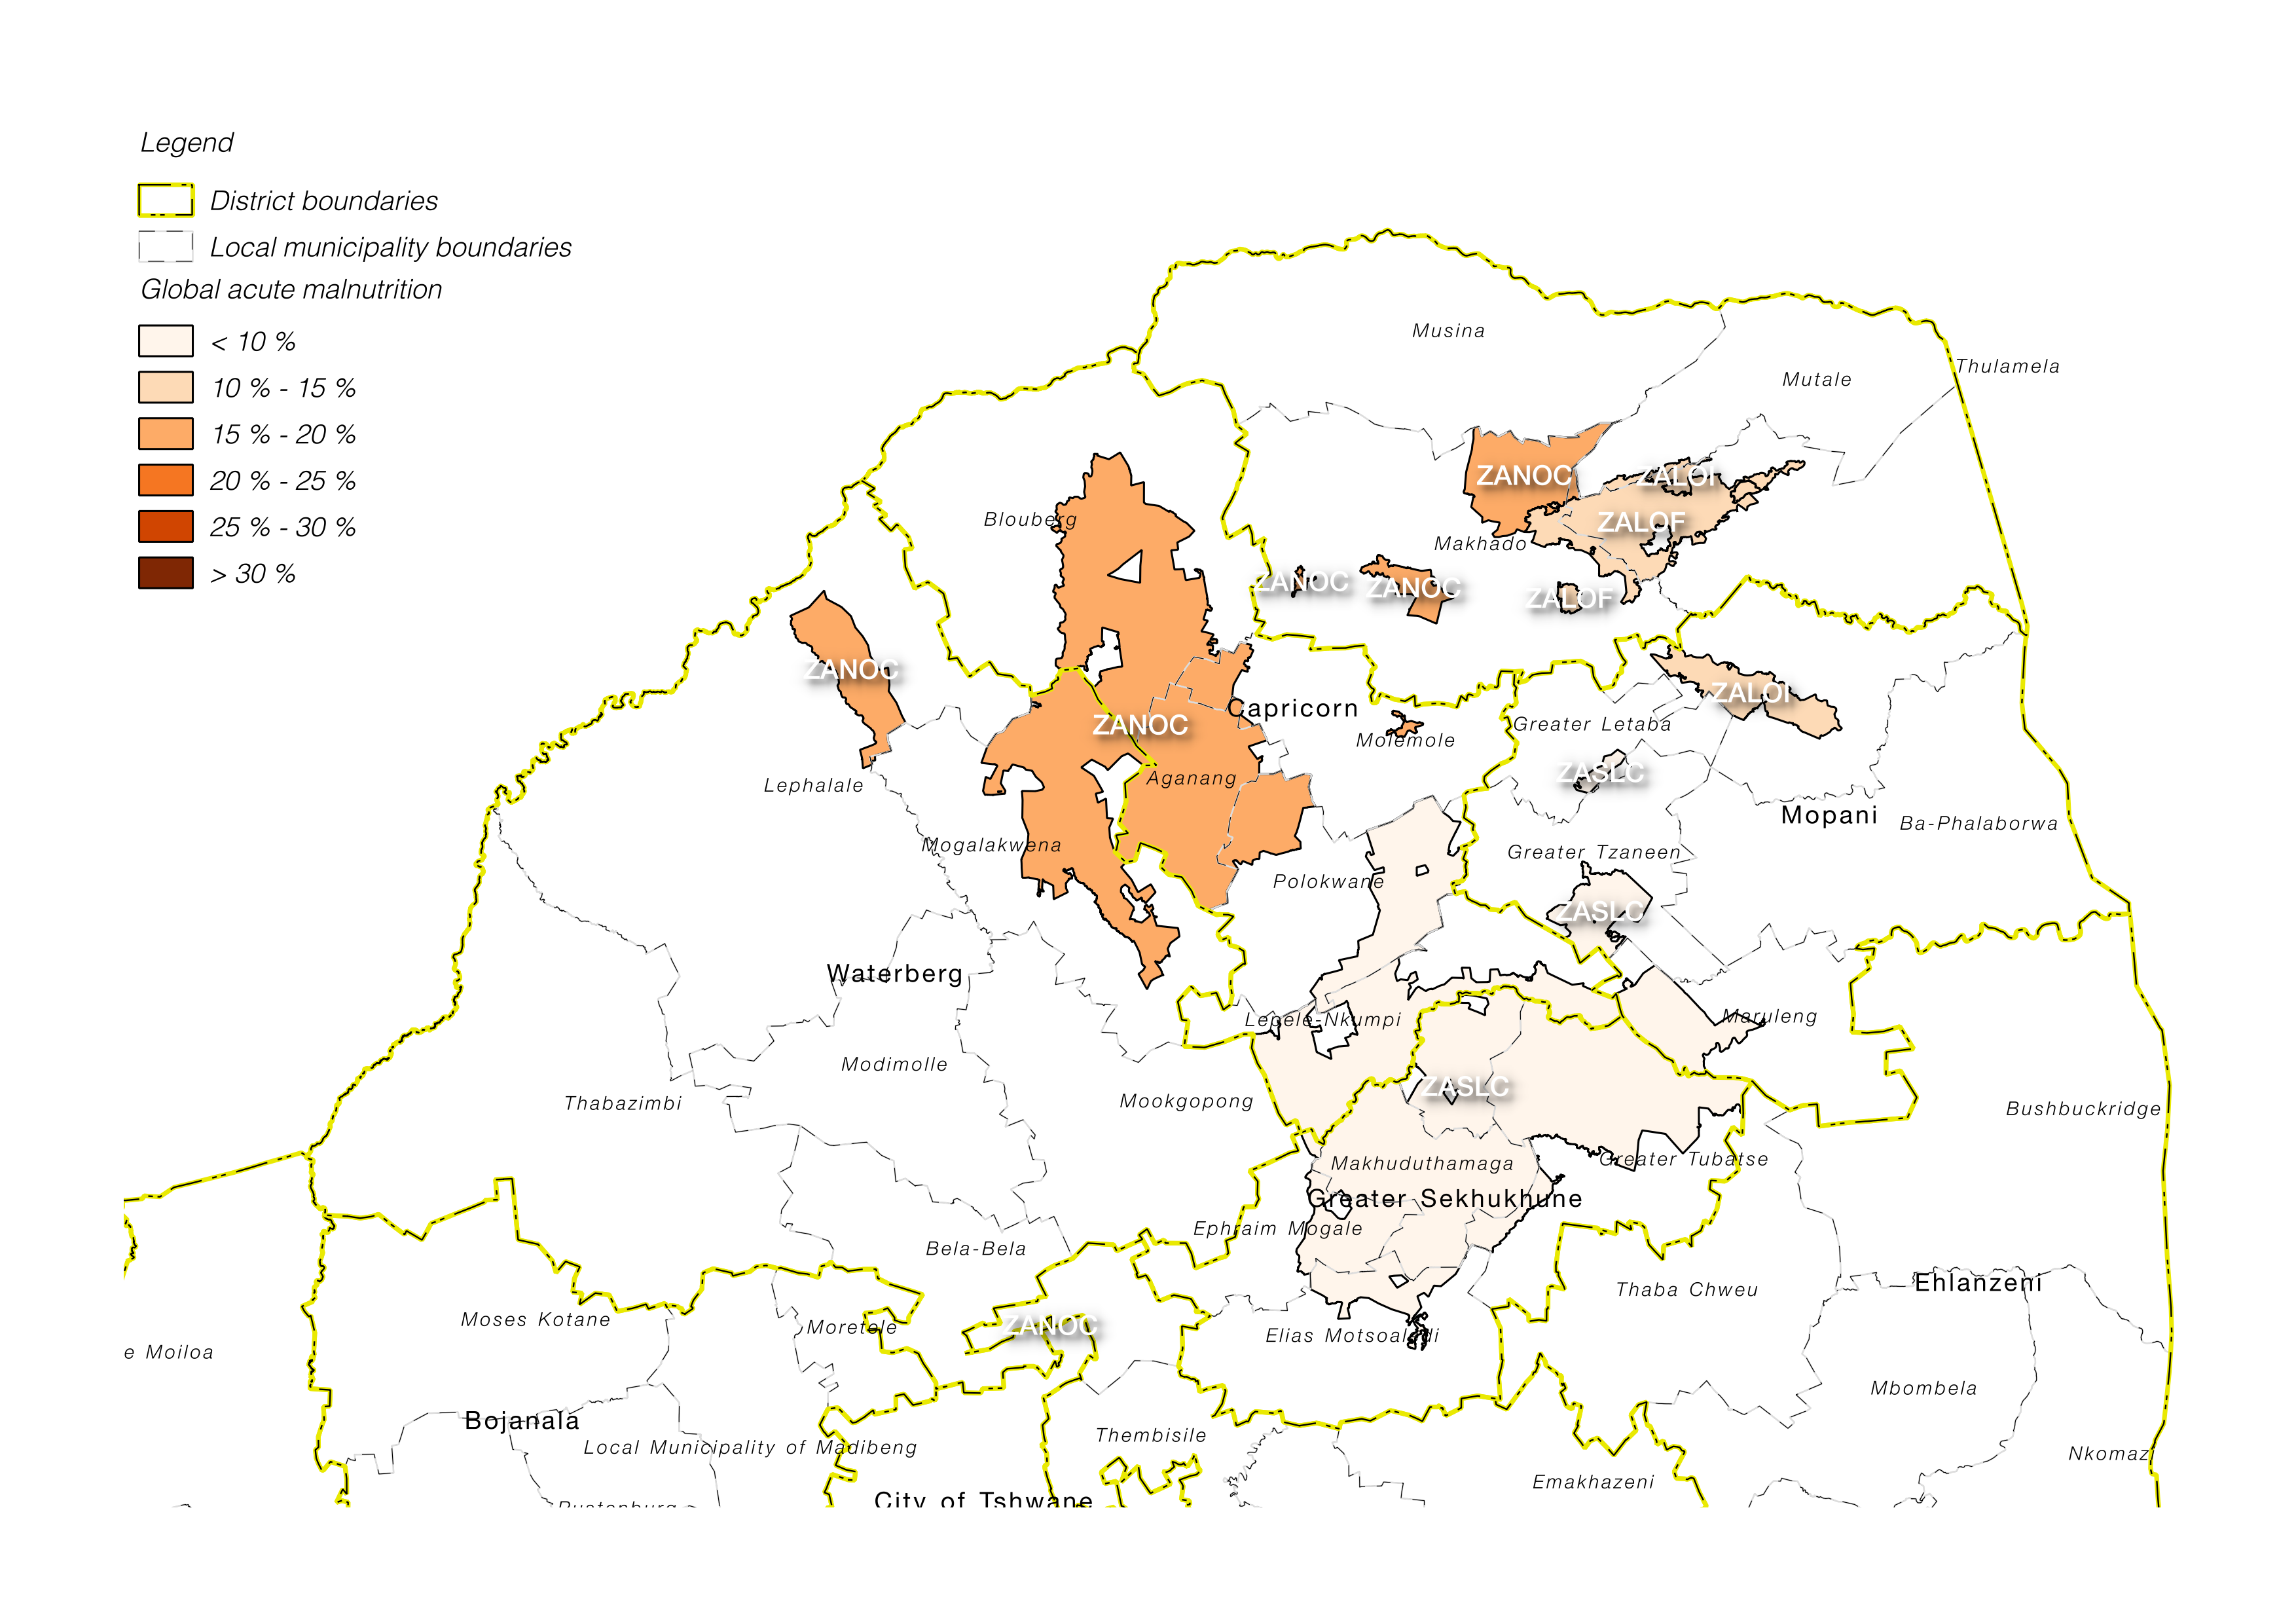 Legend
District boundaries
Local municipality boundaries
Global acute malnutrition
< 10 %
10 % - 15 %
15 % - 20 %
20 % - 25 %
25 % - 30 %
> 30 %
Musina
Thulamela
Mutale
ZANOC
ZALOI
Blouberg
ZALOF
Makhado
ZANOC
ZANOC
ZALOF
ZANOC
ZALOI
Capricorn
ZANOC
Greater Letaba
Molemole
ZASLC
Aganang
Lephalale
Mopani
Ba-Phalaborwa
Mogalakwena
Greater Tzaneen
Polokwane
ZASLC
Waterberg
Lepele-Nkumpi
Maruleng
Modimolle
ZASLC
Thabazimbi
Mookgopong
Bushbuckridge
Makhuduthamaga
Greater Tubatse
Greater Sekhukhune
Ephraim Mogale
Bela-Bela
Ehlanzeni
Thaba Chweu
Moses Kotane
ZANOC
Moretele
Elias Motsoaledi
e Moiloa
Mbombela
Bojanala
Thembisile
Local Municipality of Madibeng
Nkomazi
Emakhazeni
City of Tshwane
Rustenburg